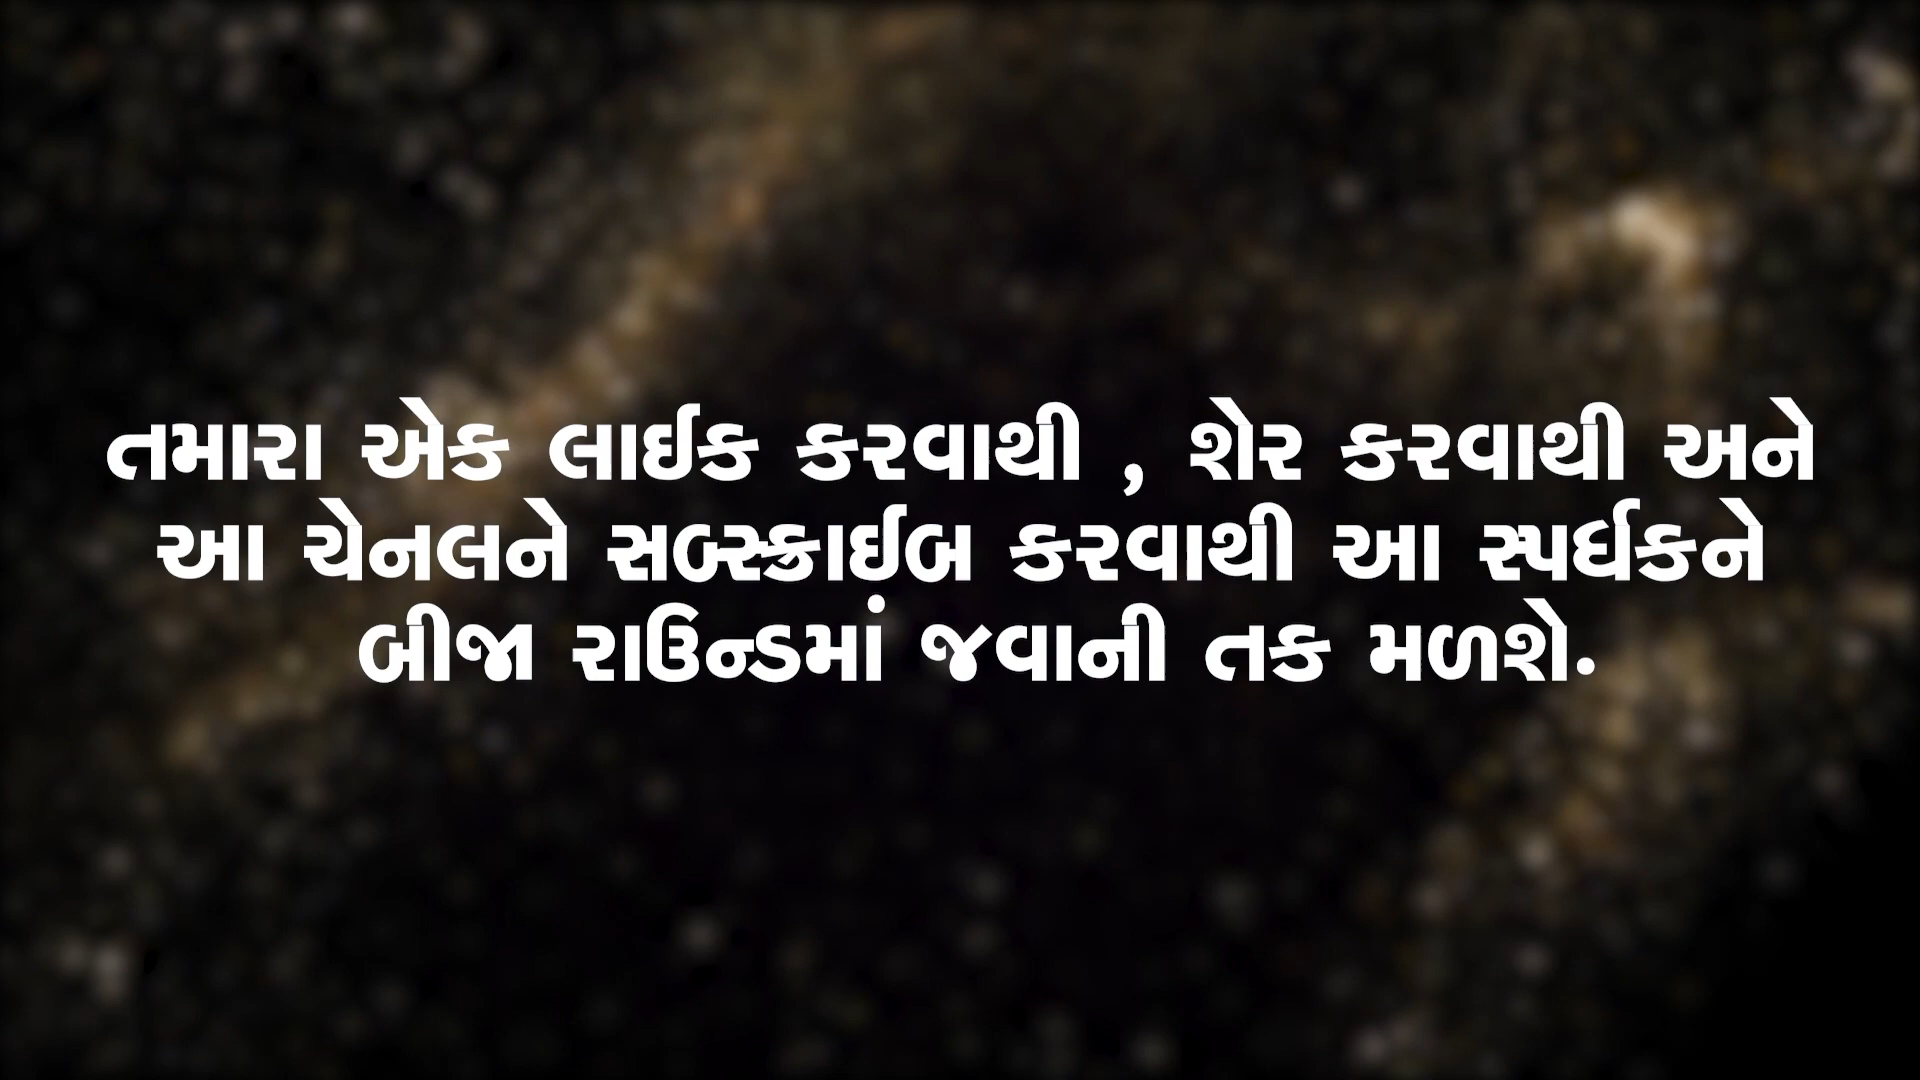 તમારા એક લાઈક કરવાથી , શેર કરવાથી અને
આ ચેનલને સબ્સ્ક્રાઈબ કરવાથી આ સ્પર્ધકને
બીજા રાઉન્ડમાં જવાની તક મળશે.